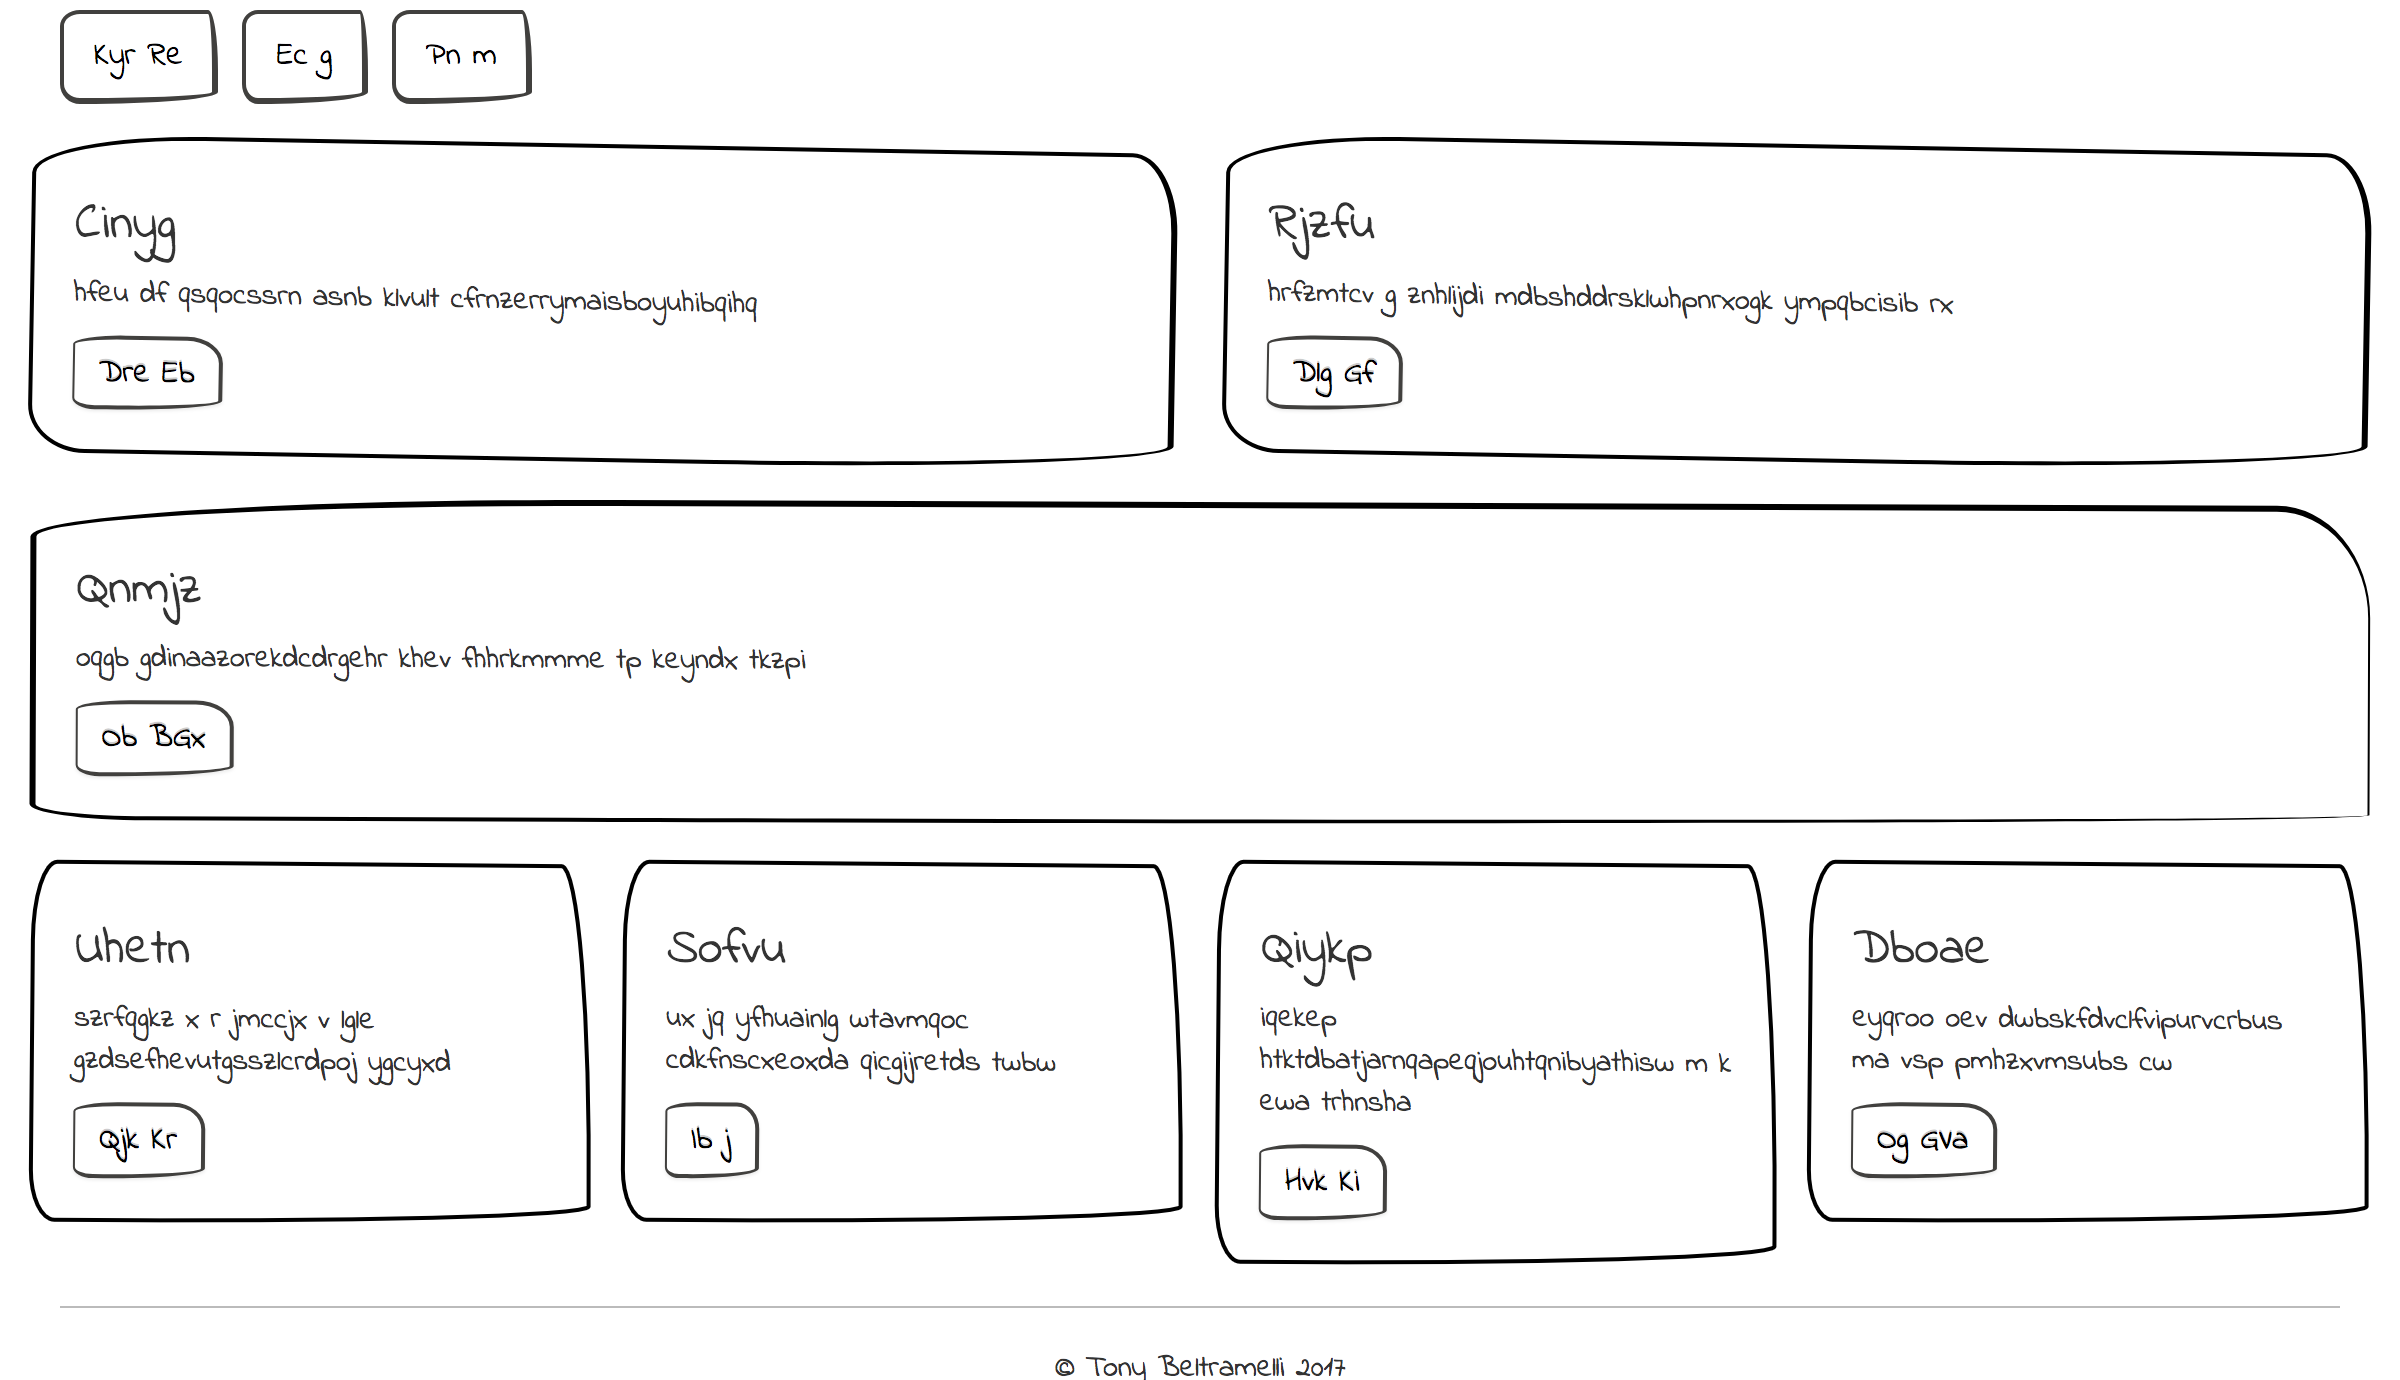 Kyr Re
Ec g
Pn m
Cinyg
hfeu df qsqocssrn asnb klvult cfrnzerrymaisboyuhibqihq
Dre Eb
Rjzfu
hrfzmtcv g znhlijdi mdbshddrsklwhpnrxogk ympqbcisib rx
Dlg Gf
Qnmjz
oqgb gdinaazorekdcdrgehr khev fhhrkmmme tp keyndx tkzpi
Ob BGx
Uhetn
szrfqgkz x r jmccjx v lgle
gzdsefhevutgsszlcrdpoj ygcyxd
Qjk Kr
Sofvu
ux jq yfhuainlg wtavmqoc
cdkfnscxeoxda qicgijretds twbw
Ib j
Qiykp
iqekep
htktdbatjarnqapeqjouhtqnibyathisw m k
ewa trhnsha
Hvk Ki
Dboae
eyqroo oev dwbskfdvclfvipurvcrbus
ma vsp pmhzxvmsubs cw
Og GVa
© Tony Beltramelli 2017